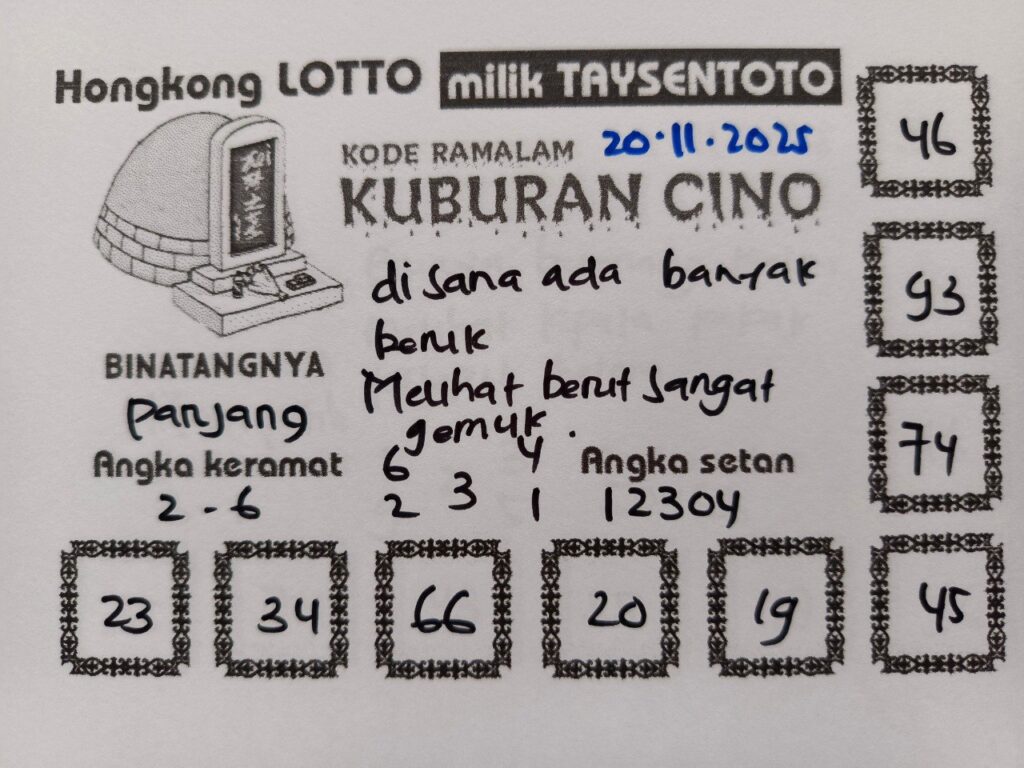 Hongkong LOTTO milik TAYSENTOTO
KODE RAMALAM 20.11.2025
KUBURAN CINO
di sana ada banyak
beruk
Melihat berut sangat
gemuk.
BINATANGNYA
panjang
Angka keramat
2 - 6
6 4
3
2 1
Angka setan
12304
46
93
74
23 34 66 20 19 45